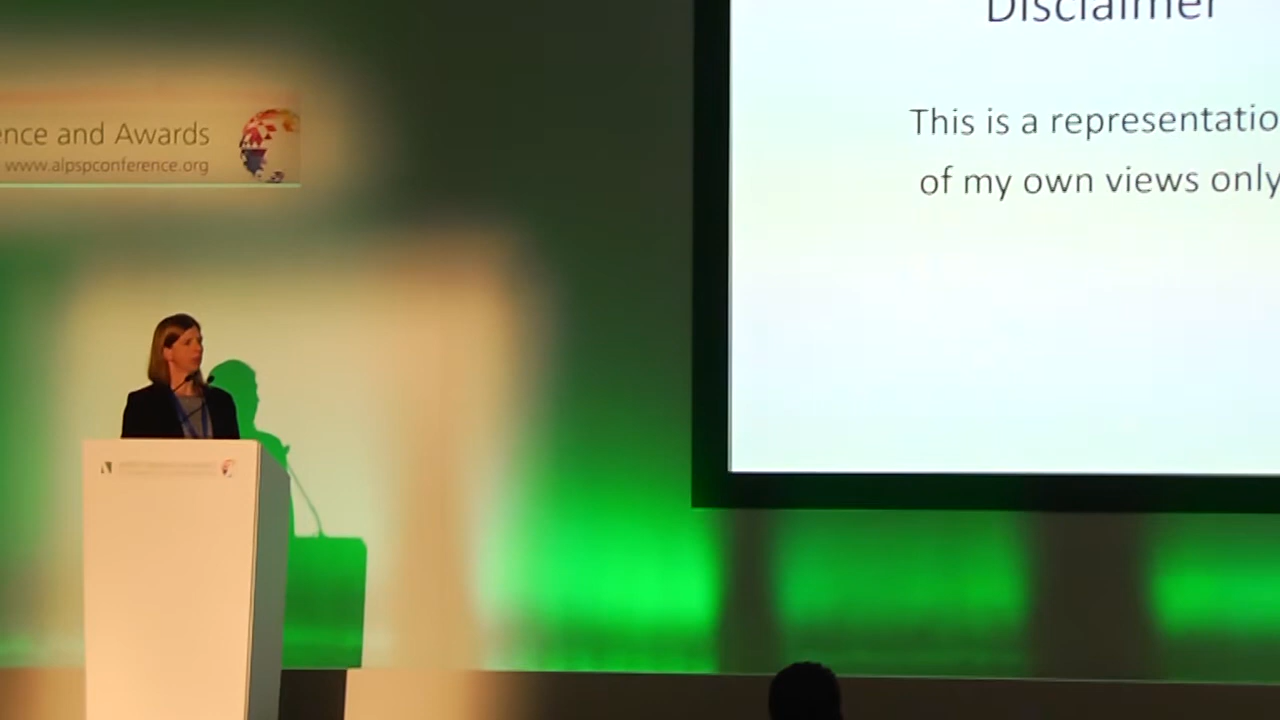 ence and Awards
www.alpspconference.org
Disclaimer
This is a representatio
of my own views only